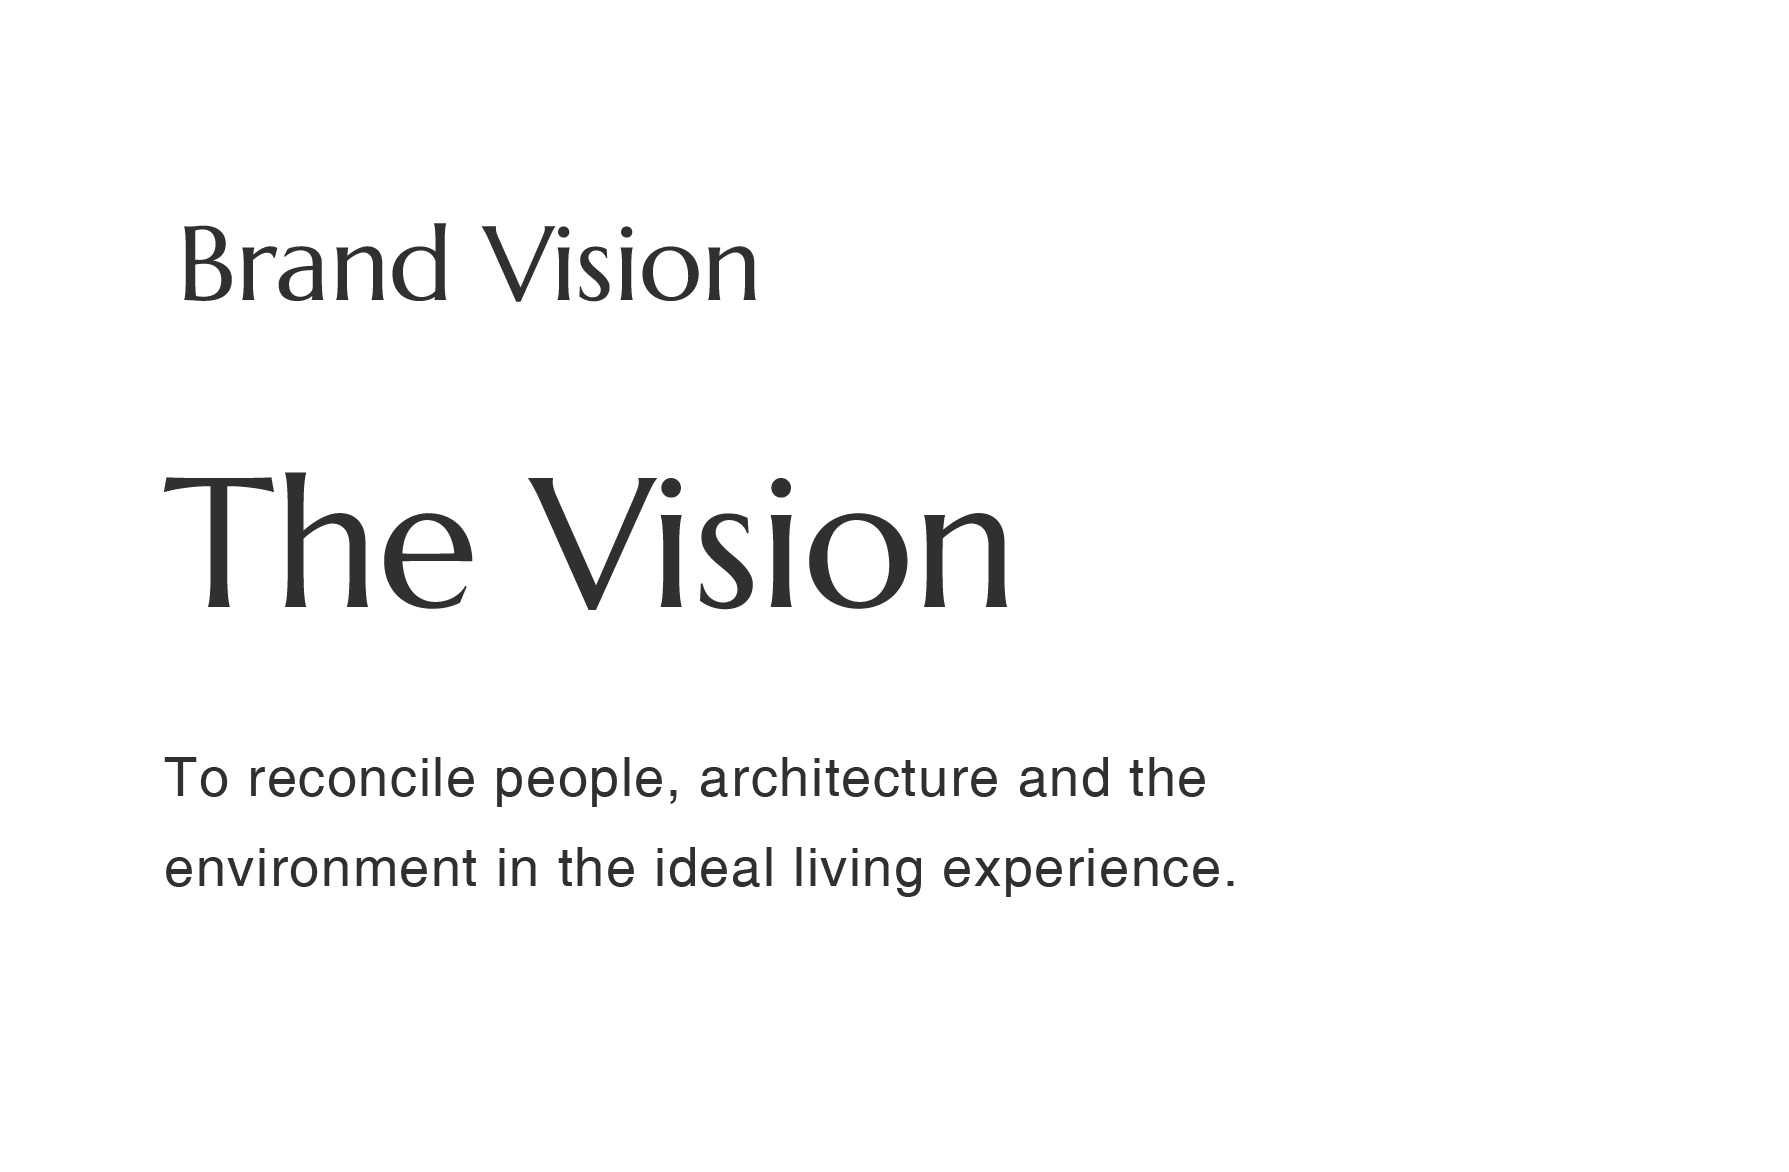 Brand Vision
The Vision
To reconcile people, architecture and the
environment in the ideal living experience.